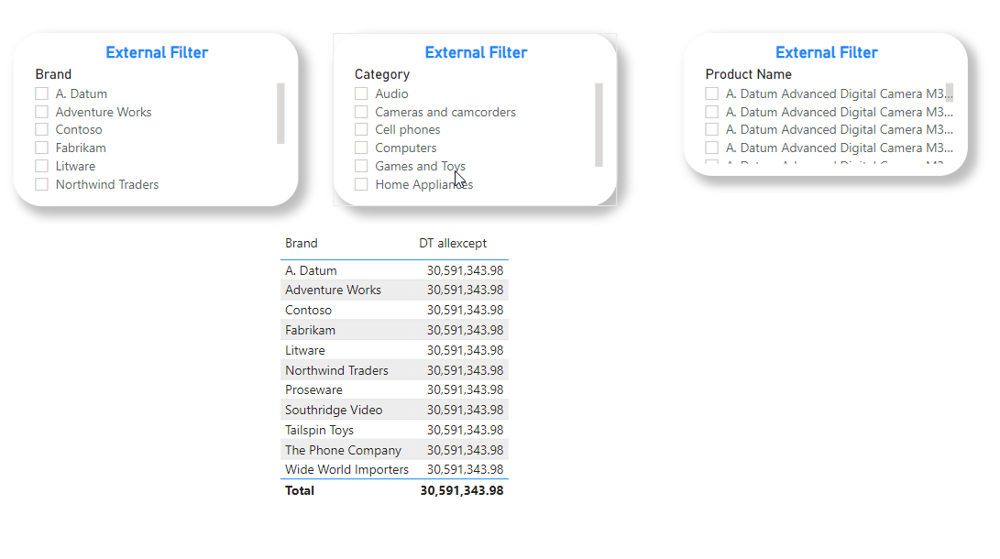 External Filter
Brand
A. Datum
Adventure Works
Contoso
Fabrikam
Litware
Northwind Traders
External Filter
Category
Audio
Cameras and camcorders
Cell phones
Computers
Games and Toys
Home Appliances
External Filter
Product Name
A. Datum Advanced Digital Camera M3...
A. Datum Advanced Digital Camera M3...
A. Datum Advanced Digital Camera M3...
A. Datum Advanced Digital Camera M3...
A. Datum Advanced Digital Camera M3...
Brand DT allexcept
A. Datum 30,591,343.98
Adventure Works 30,591,343.98
Contoso 30,591,343.98
Fabrikam 30,591,343.98
Litware 30,591,343.98
Northwind Traders 30,591,343.98
Proseware 30,591,343.98
Southridge Video 30,591,343.98
Tailspin Toys 30,591,343.98
The Phone Company 30,591,343.98
Wide World Importers 30,591,343.98
Total 30,591,343.98